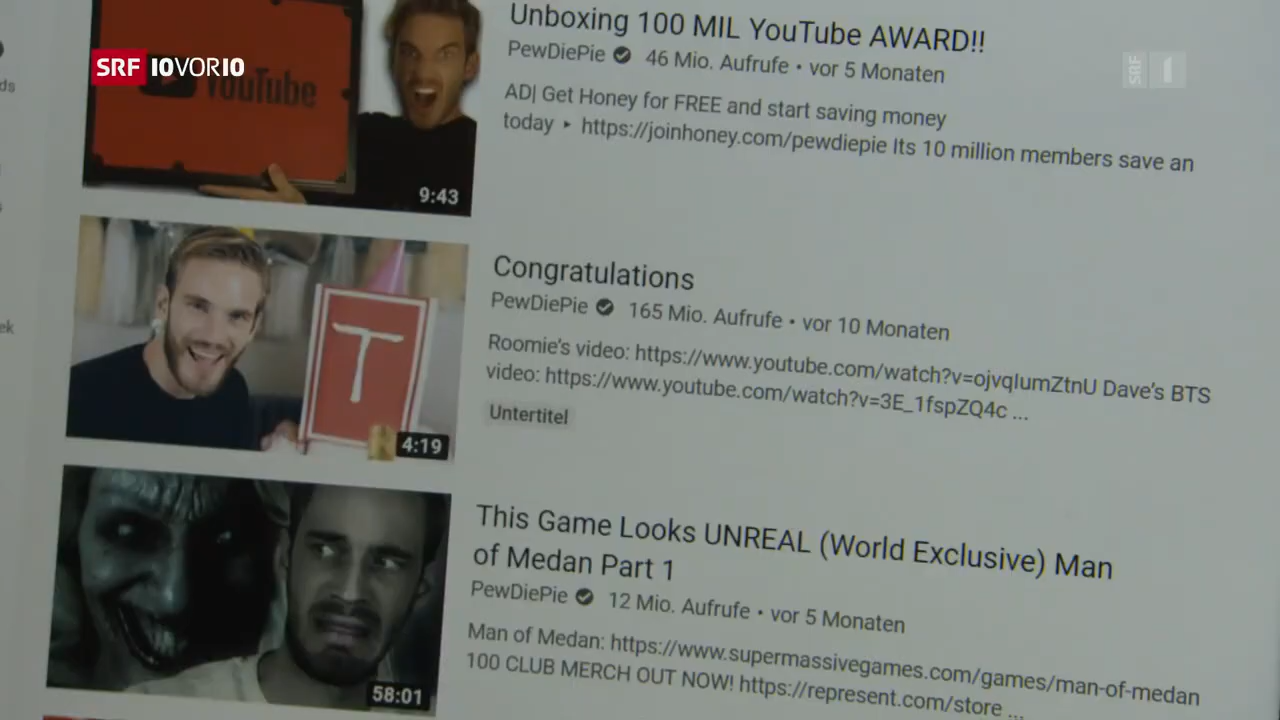 Unboxing 100 MIL YouTube AWARD!!
PewDiePie 46 Mio. Aufrufe • vor 5 Monaten
SRF 10VOR10
SRF 1
YouTube
ds
AD| Get Honey for FREE and start saving money
today ‣ https://joinhoney.com/pewdiepie Its 10 million members save an
9:43
Congratulations
PewDiePie 165 Mio. Aufrufe • vor 10 Monaten
ek
T
Roomie's video: https://www.youtube.com/watch?v=ojvqIumZtnU Dave's BTS
video: https://www.youtube.com/watch?v=3E_1fspZQ4c ...
Untertitel
4:19
This Game Looks UNREAL (World Exclusive) Man
of Medan Part 1
PewDiePie 12 Mio. Aufrufe • vor 5 Monaten
Man of Medan: https://www.supermassivegames.com/games/man-of-medan
100 CLUB MERCH OUT NOW! https://represent.com/store ...
58:01